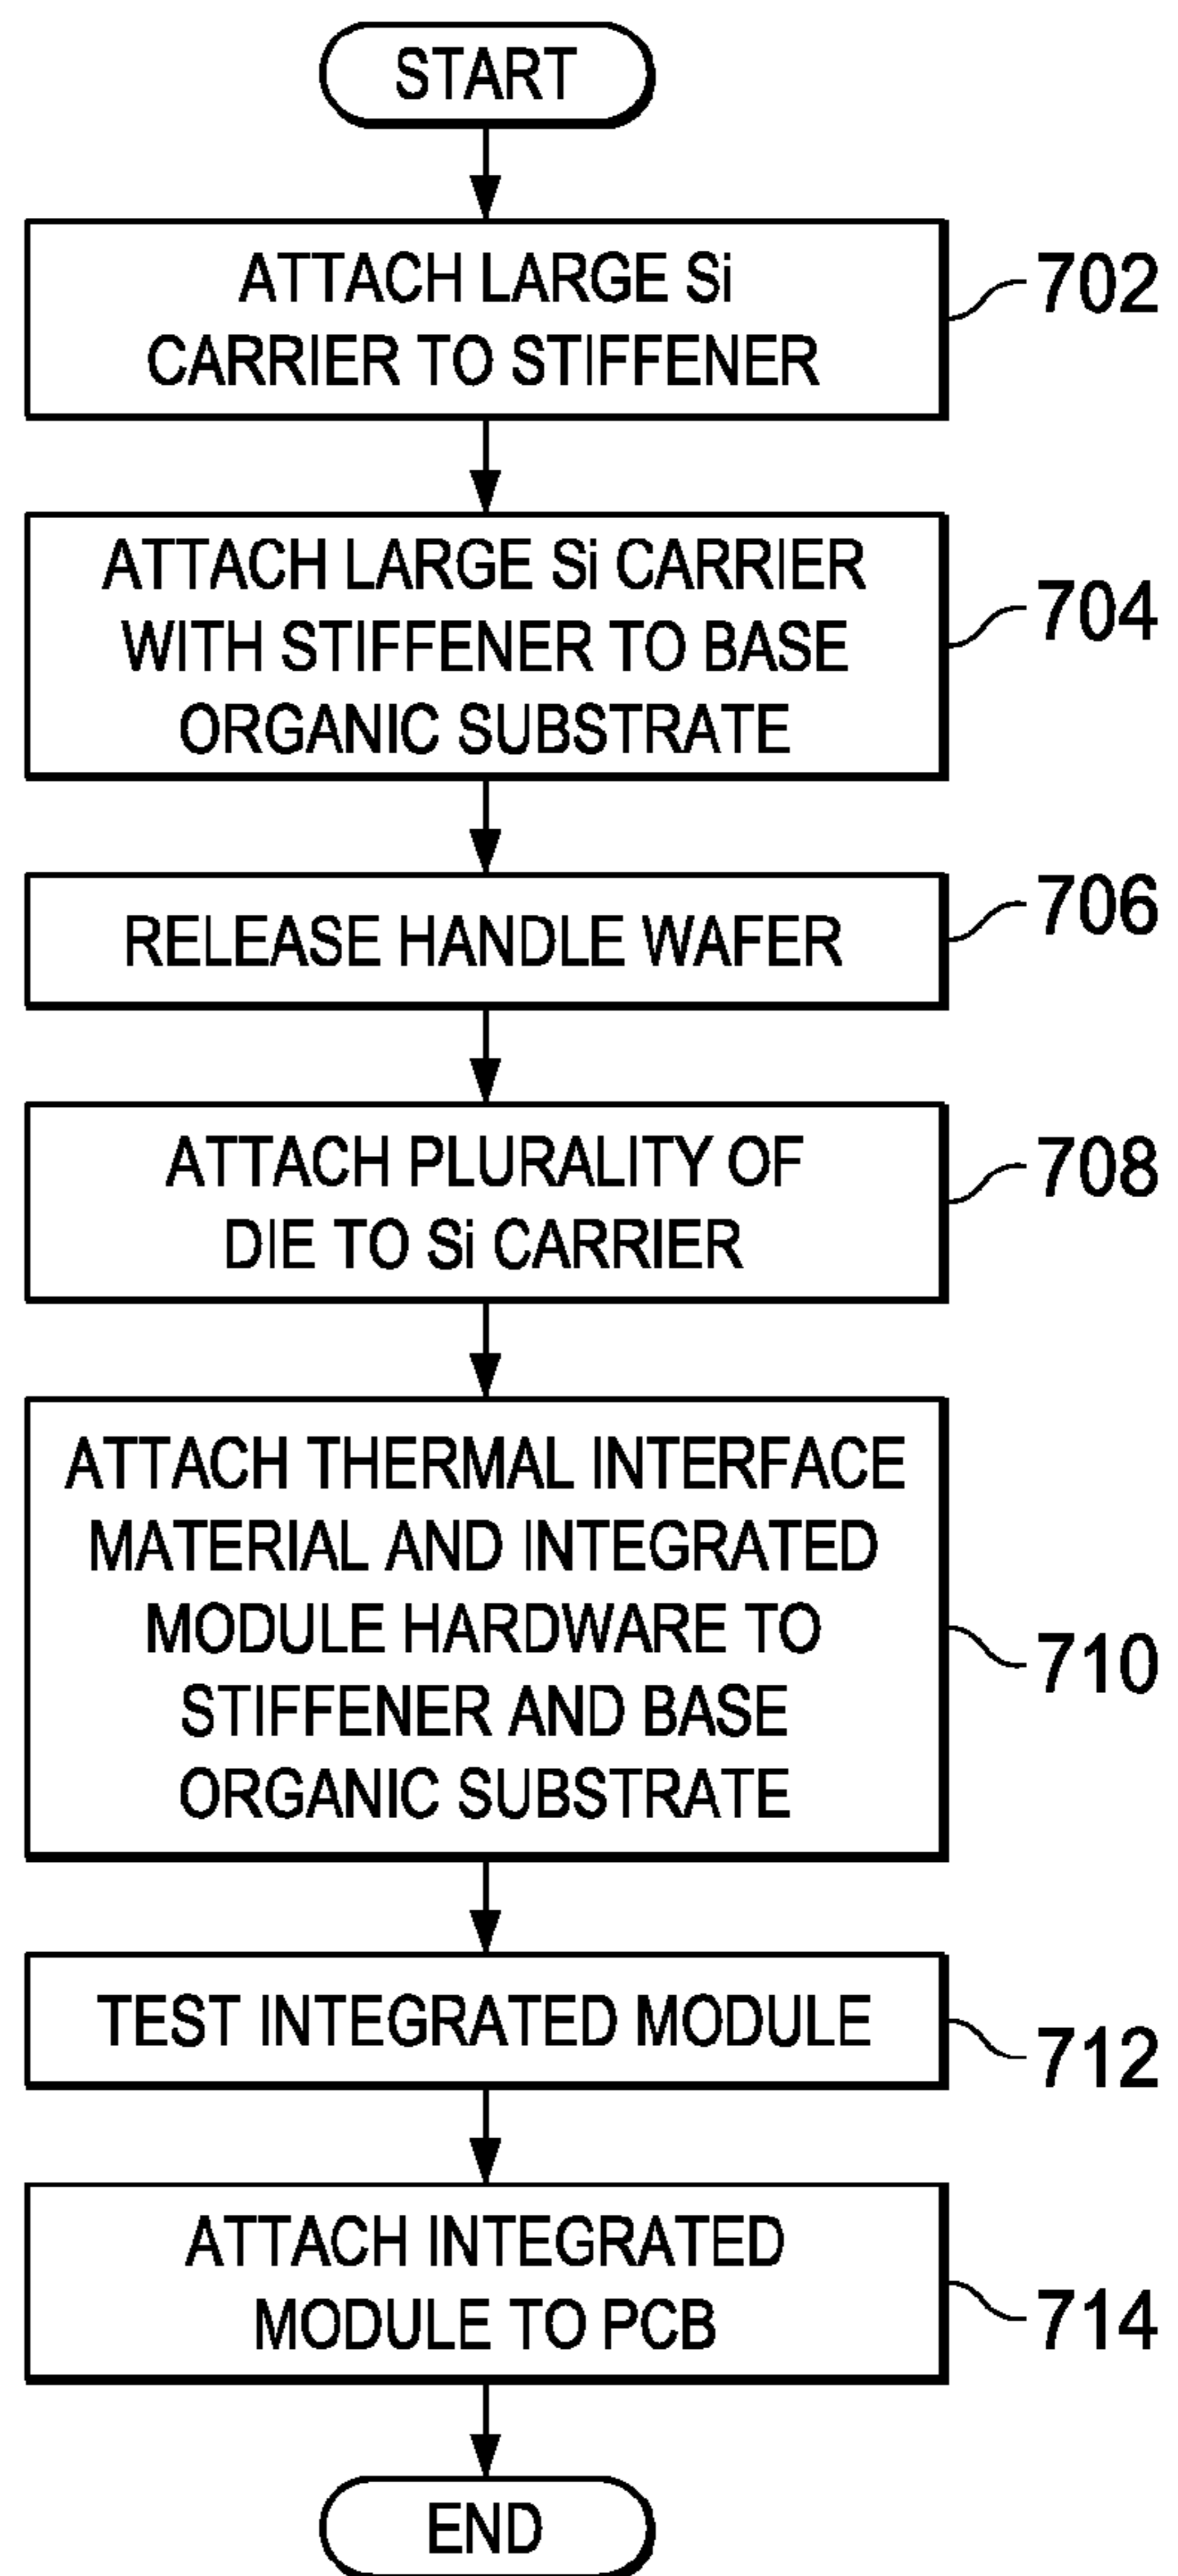 START
ATTACH LARGE Si
CARRIER TO STIFFENER
702
ATTACH LARGE Si CARRIER
WITH STIFFENER TO BASE
ORGANIC SUBSTRATE
704
RELEASE HANDLE WAFER
706
ATTACH PLURALITY OF
DIE TO Si CARRIER
708
ATTACH THERMAL INTERFACE
MATERIAL AND INTEGRATED
MODULE HARDWARE TO
STIFFENER AND BASE
ORGANIC SUBSTRATE
710
TEST INTEGRATED MODULE
712
ATTACH INTEGRATED
MODULE TO PCB
714
END